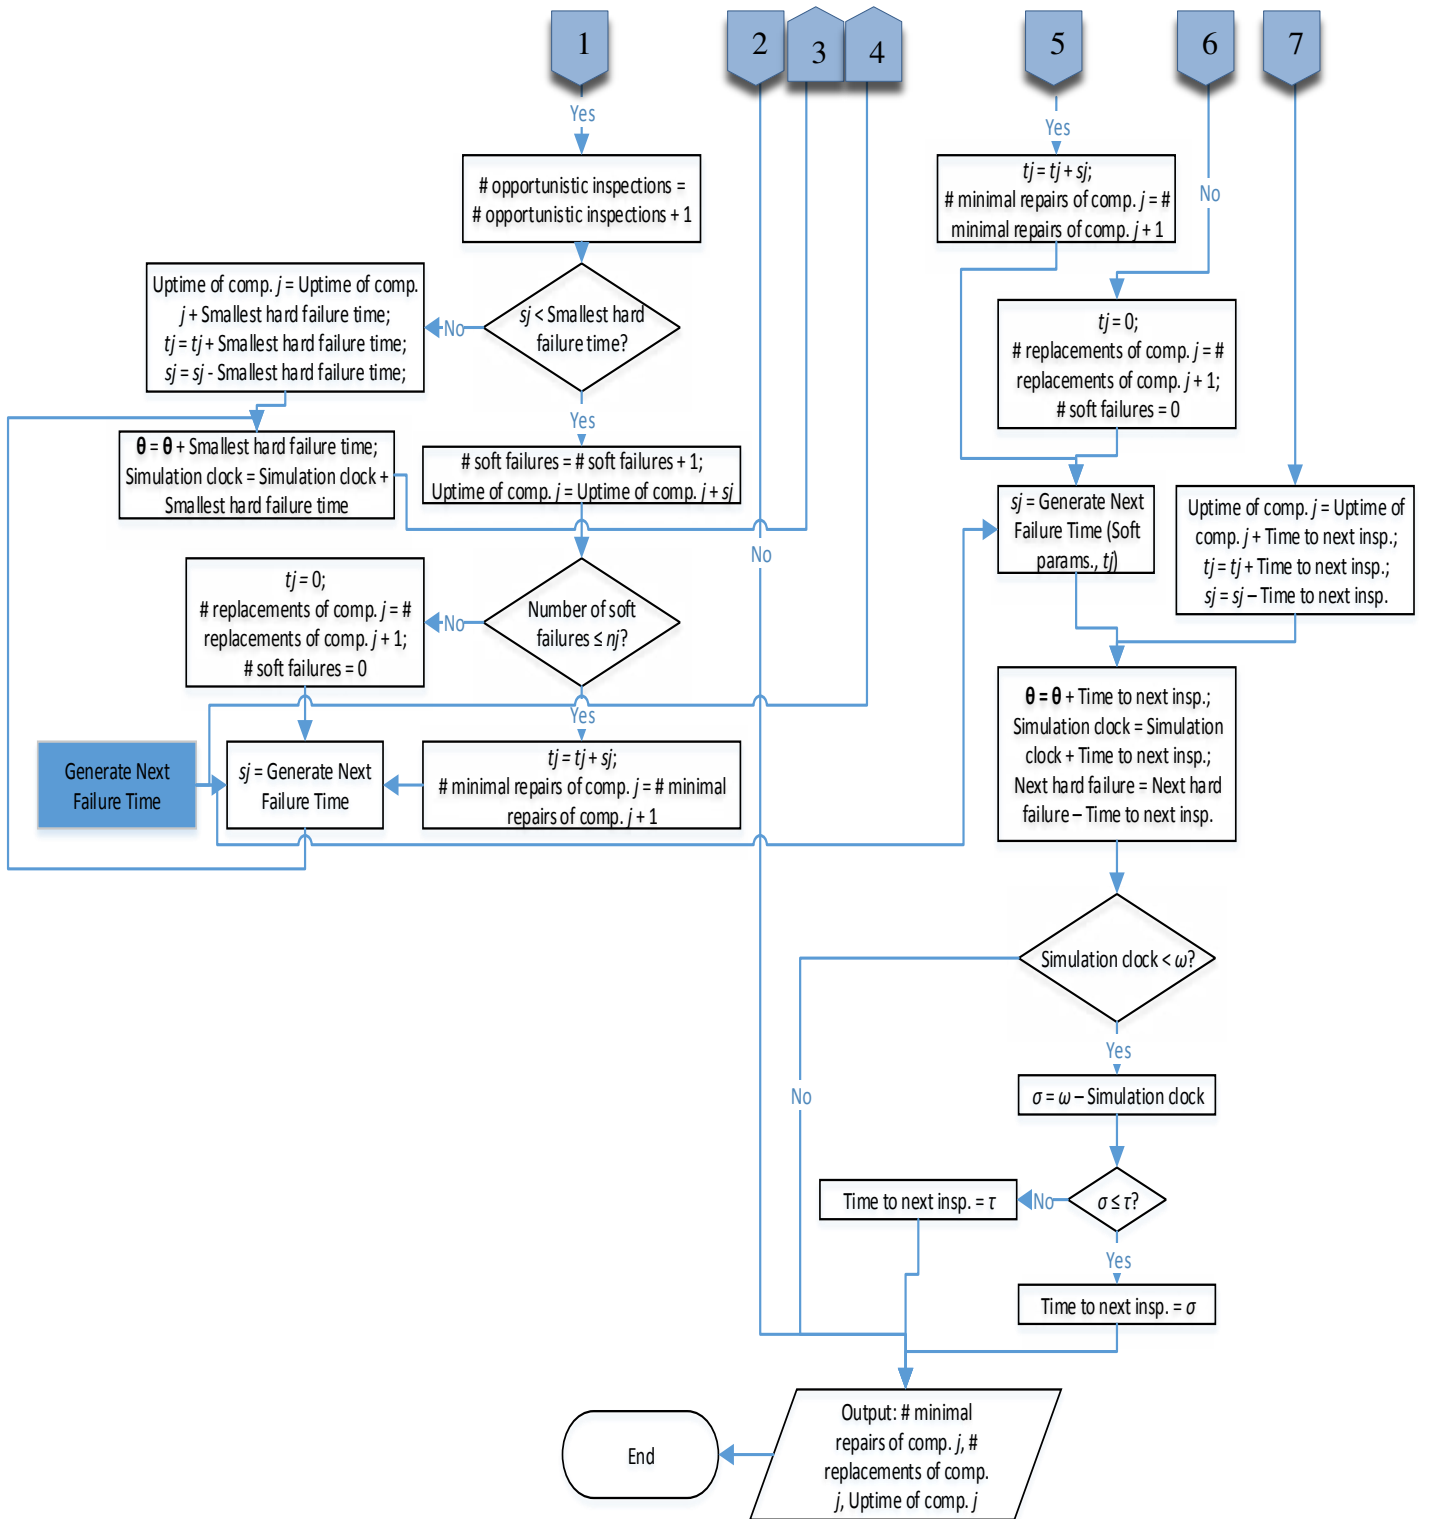 1
2
3
4
5
6
7
Yes
# opportunistic inspections =
# opportunistic inspections + 1
sj < Smallest hard
failure time?
No
Uptime of comp. j = Uptime of comp.
j + Smallest hard failure time;
tj = tj + Smallest hard failure time;
sj = sj - Smallest hard failure time;
θ = θ + Smallest hard failure time;
Simulation clock = Simulation clock +
Smallest hard failure time
Yes
# soft failures = # soft failures + 1;
Uptime of comp. j = Uptime of comp. j + sj
Number of soft
failures ≤ nj?
No
tj = 0;
# replacements of comp. j = #
replacements of comp. j + 1;
# soft failures = 0
Yes
tj = tj + sj;
# minimal repairs of comp. j = # minimal
repairs of comp. j + 1
sj = Generate Next
Failure Time
Generate Next
Failure Time
No
Yes
tj = tj + sj;
# minimal repairs of comp. j = #
minimal repairs of comp. j + 1
No
tj = 0;
# replacements of comp. j = #
replacements of comp. j + 1;
# soft failures = 0
sj = Generate Next
Failure Time (Soft
params., tj)
Uptime of comp. j = Uptime of
comp. j + Time to next insp.;
tj = tj + Time to next insp.;
sj = sj – Time to next insp.
θ = θ + Time to next insp.;
Simulation clock = Simulation
clock + Time to next insp.;
Next hard failure = Next hard
failure – Time to next insp.
Simulation clock < ω?
No
Yes
σ = ω – Simulation clock
σ ≤ τ?
No
Time to next insp. = τ
Yes
Time to next insp. = σ
Output: # minimal
repairs of comp. j, #
replacements of comp.
j, Uptime of comp. j
End